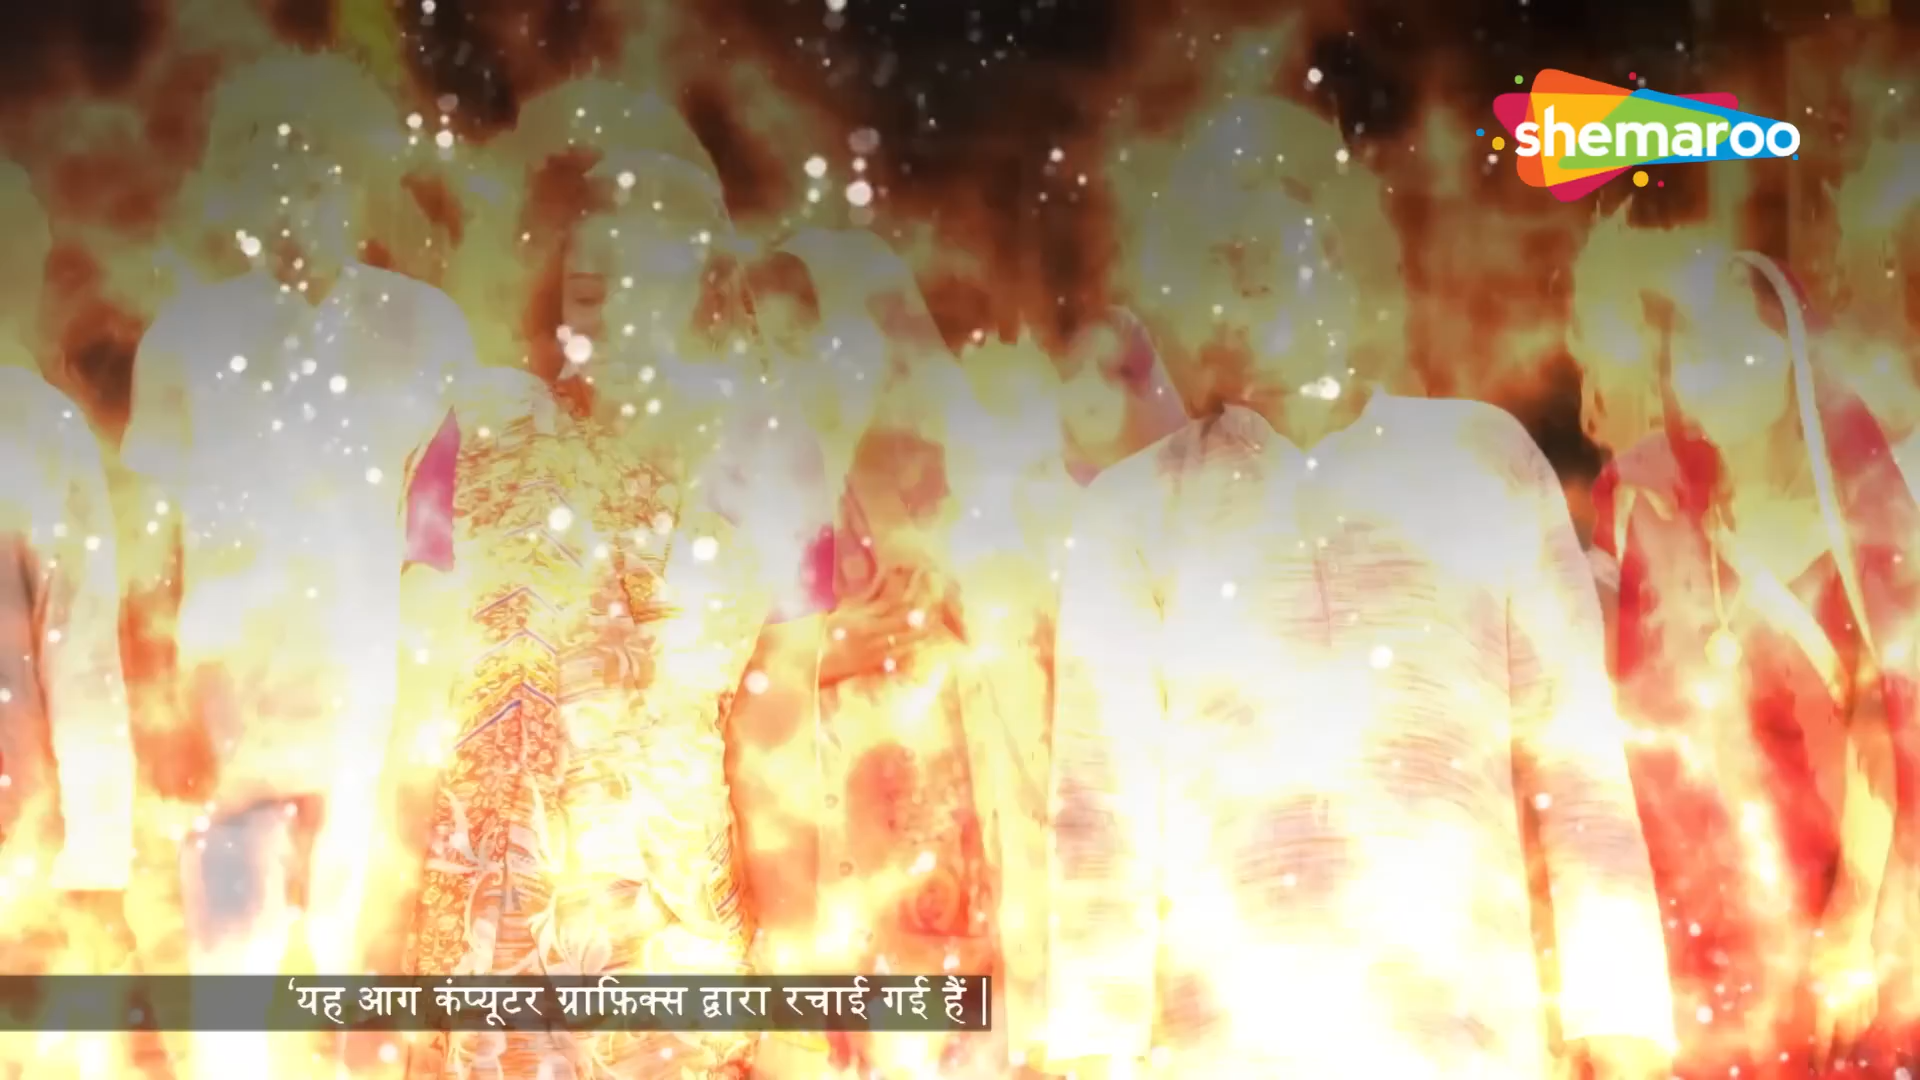 shemaroo
‘यह आग कंप्यूटर ग्राफ़िक्स द्वारा रचाई गई हैं |